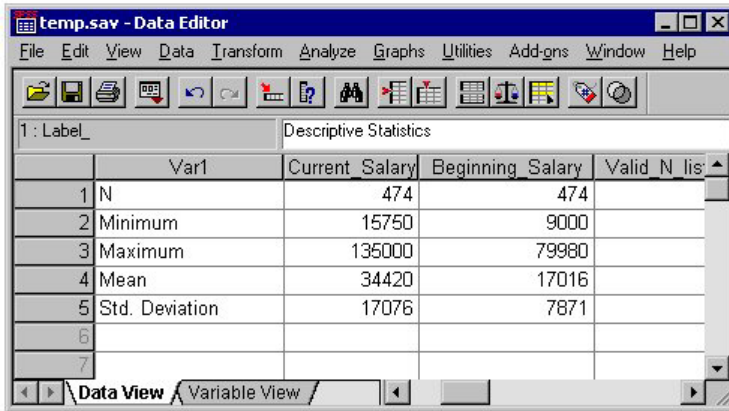 temp.sav - Data Editor
File Edit View Data Transform Analyze Graphs Utilities Add-ons Window Help
1 : Label_ Descriptive Statistics
Var1 Current_Salary Beginning_Salary Valid_N_lis
1 N 474 474
2 Minimum 15750 9000
3 Maximum 135000 79980
4 Mean 34420 17016
5 Std. Deviation 17076 7871
6
7
Data View Variable View